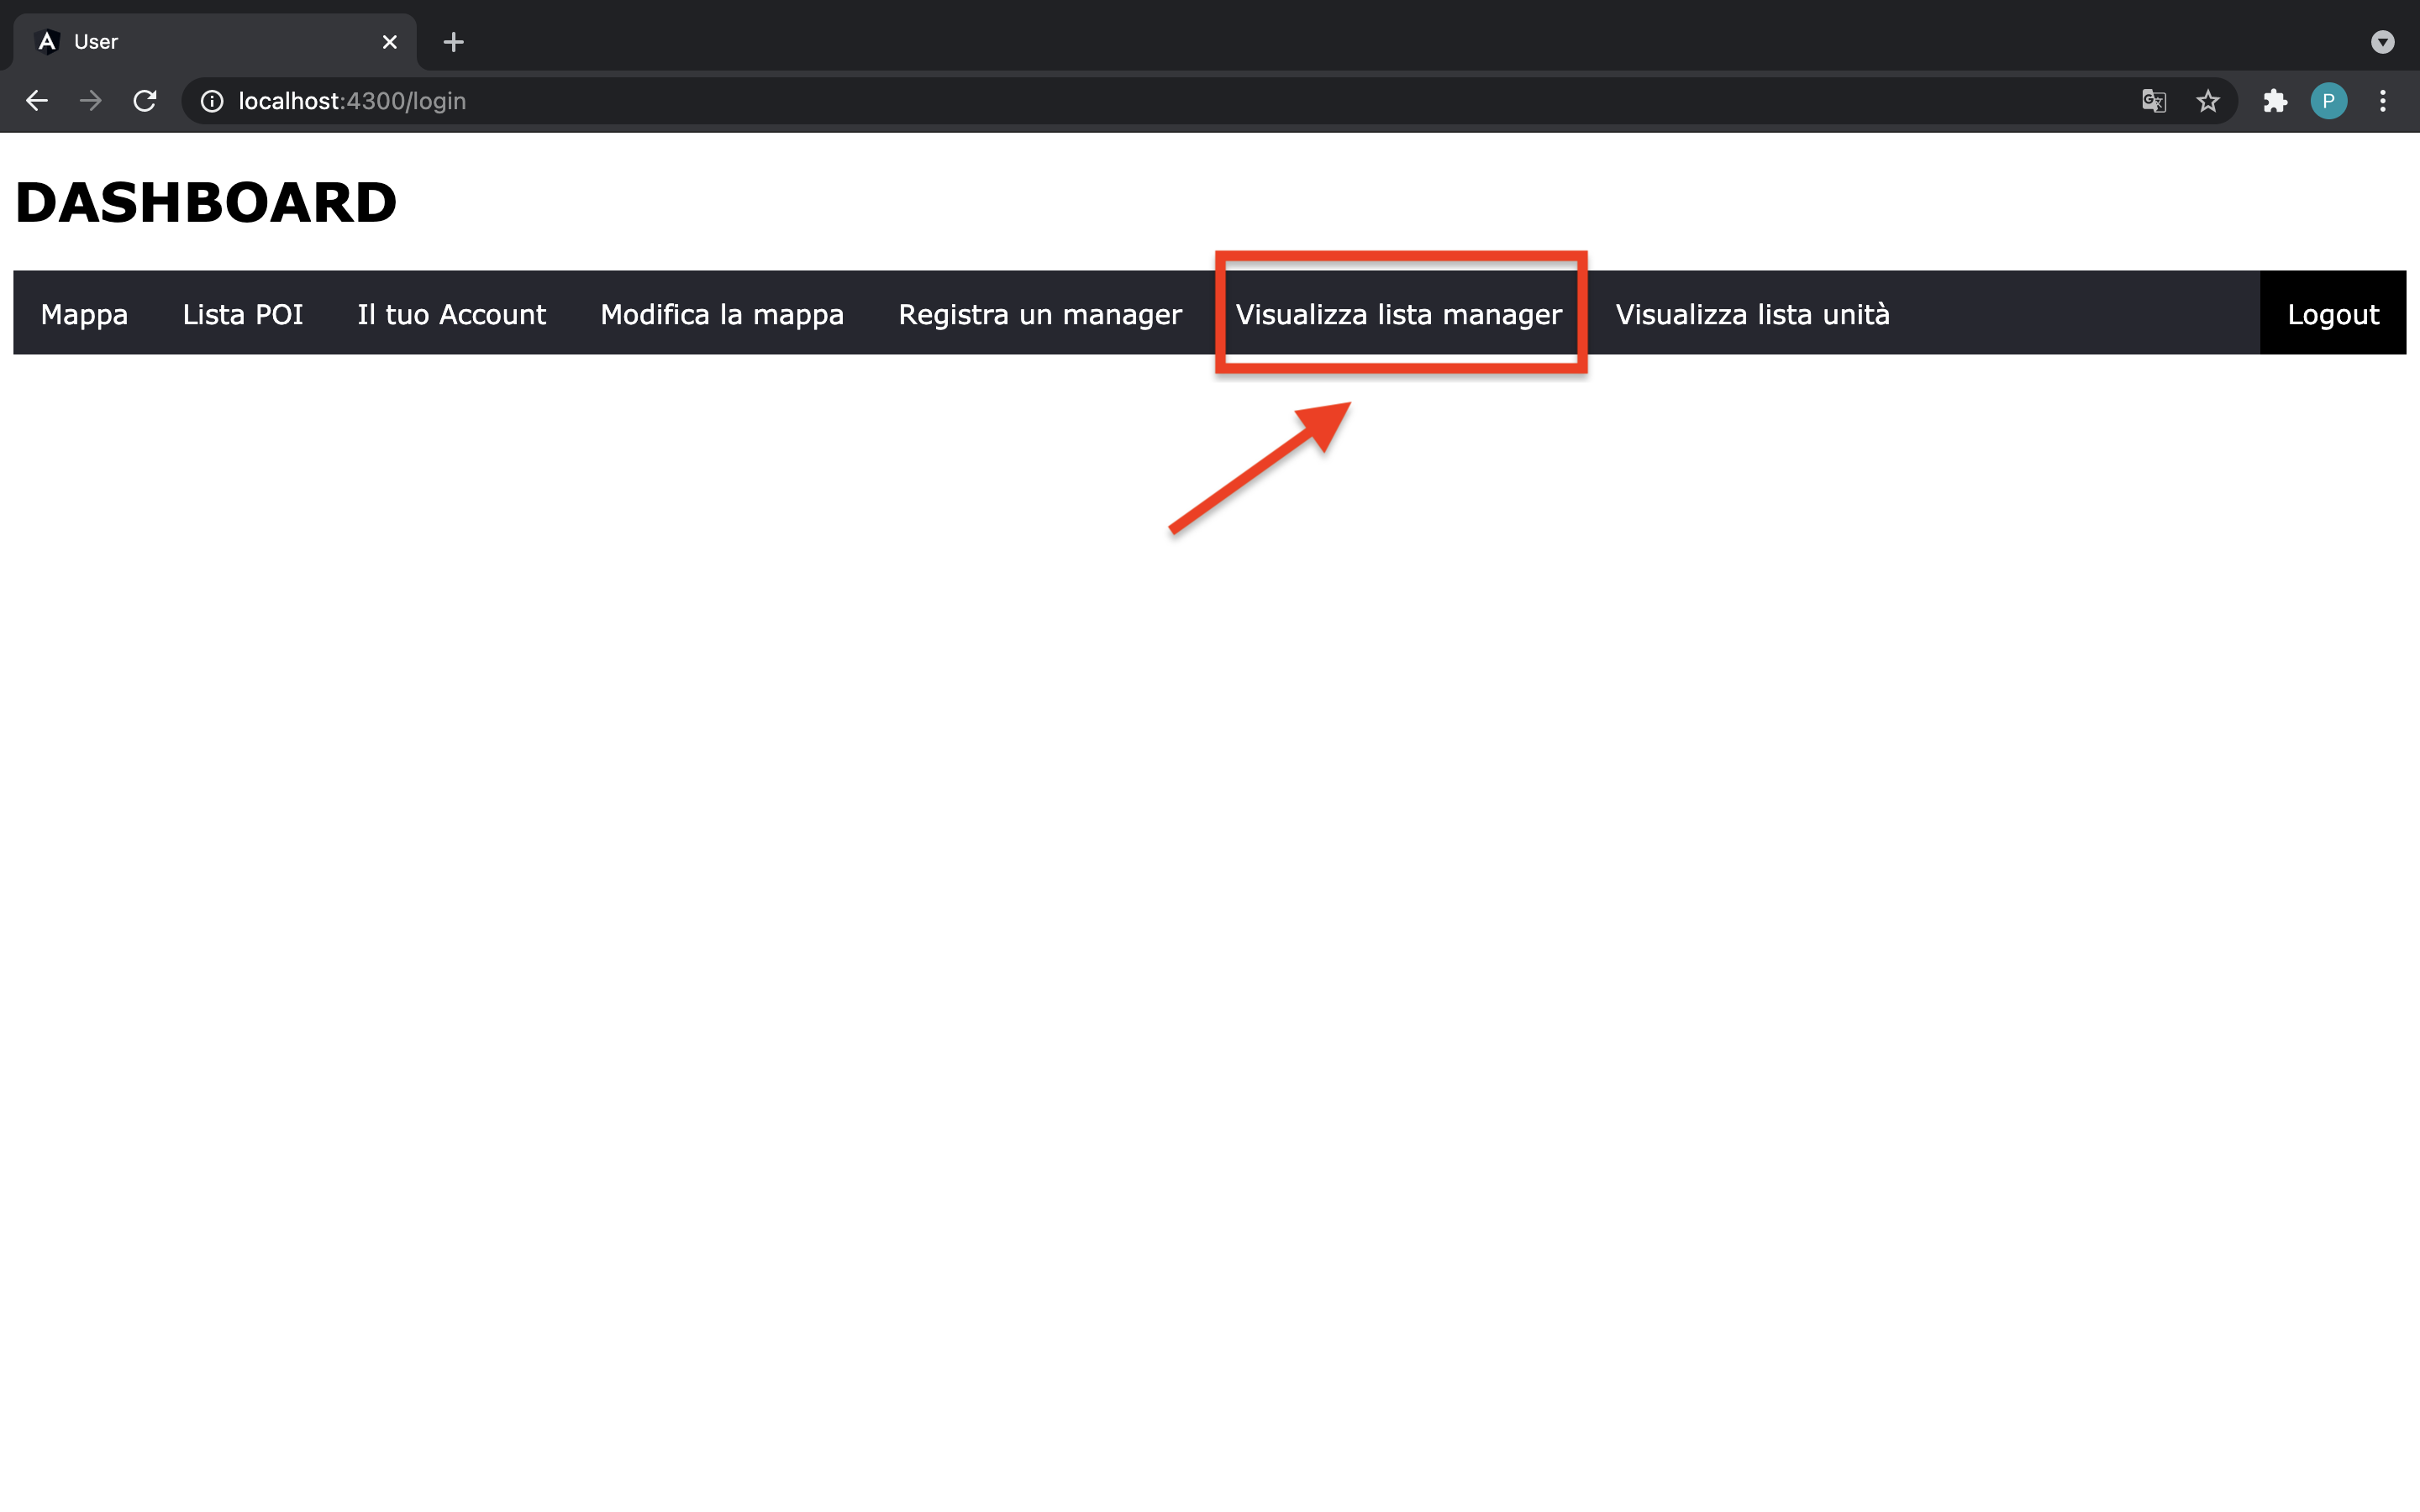 User
localhost:4300/login
P
DASHBOARD
Mappa Lista POI Il tuo Account Modifica la mappa Registra un manager Visualizza lista manager Visualizza lista unità Logout